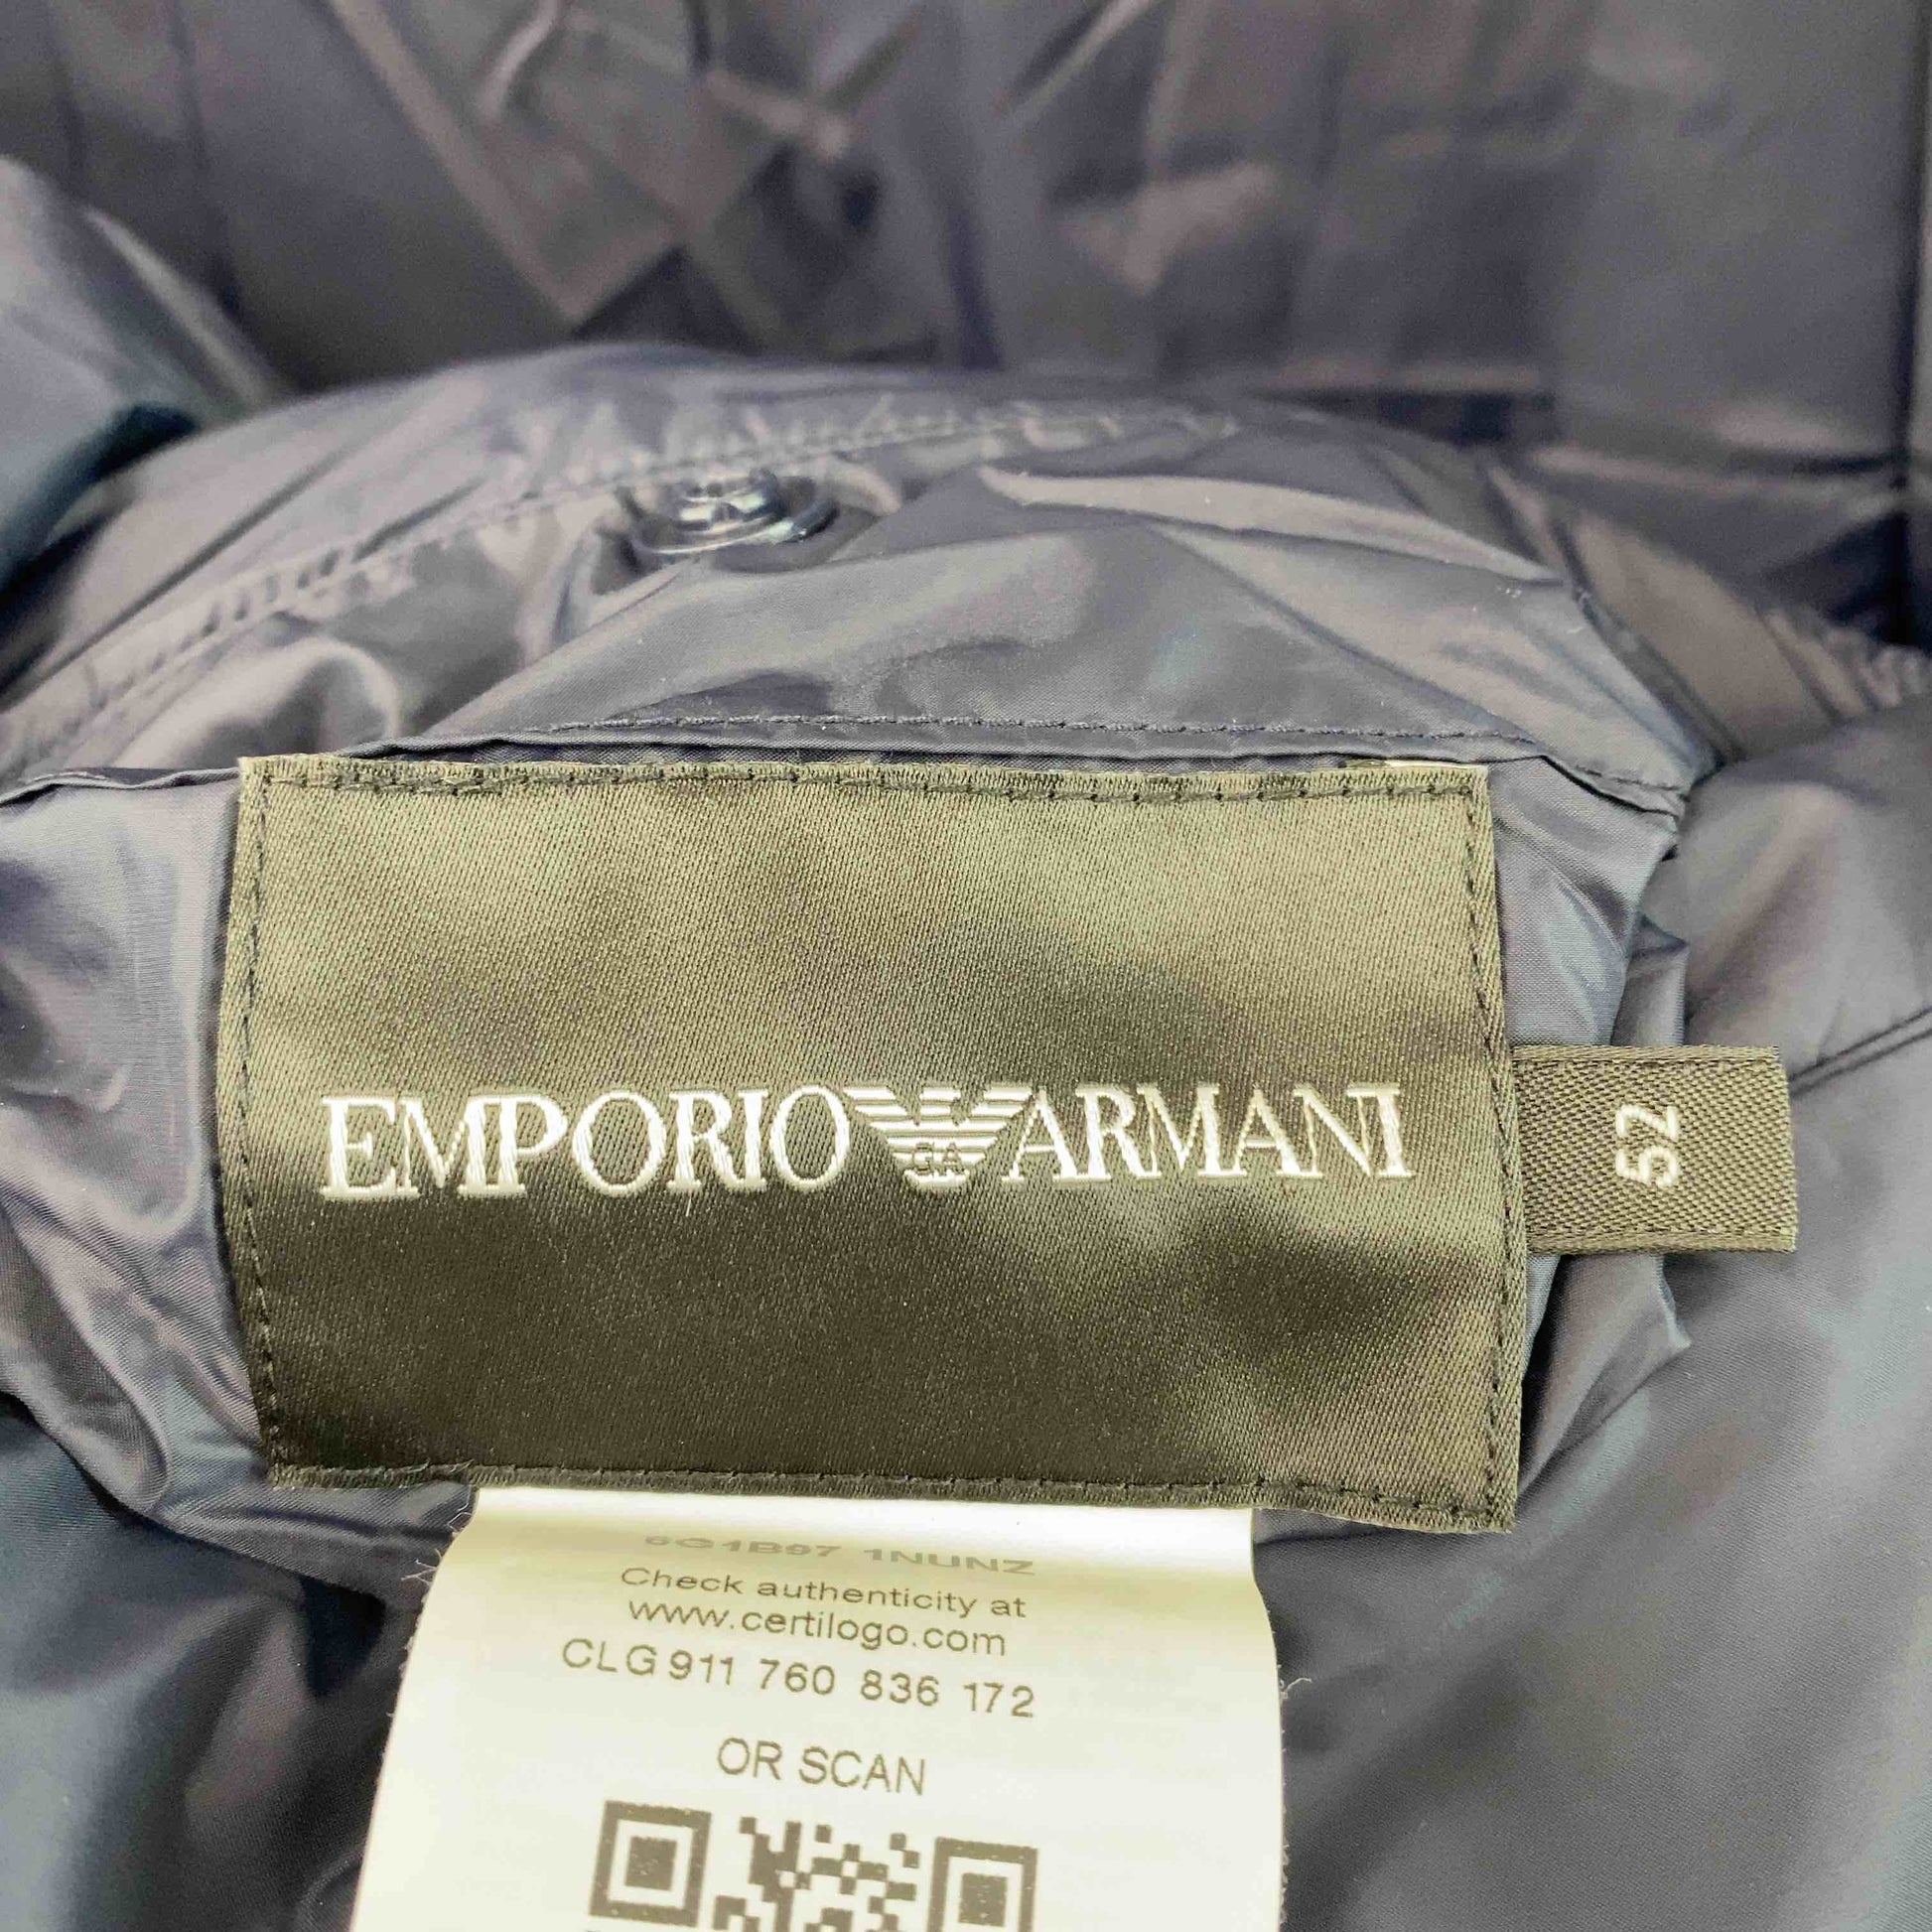 EMPORIO GA ARMANI
52
6G1B97 1NUNZ
Check authenticity at
www.certilogo.com
CLG 911 760 836 172
OR SCAN